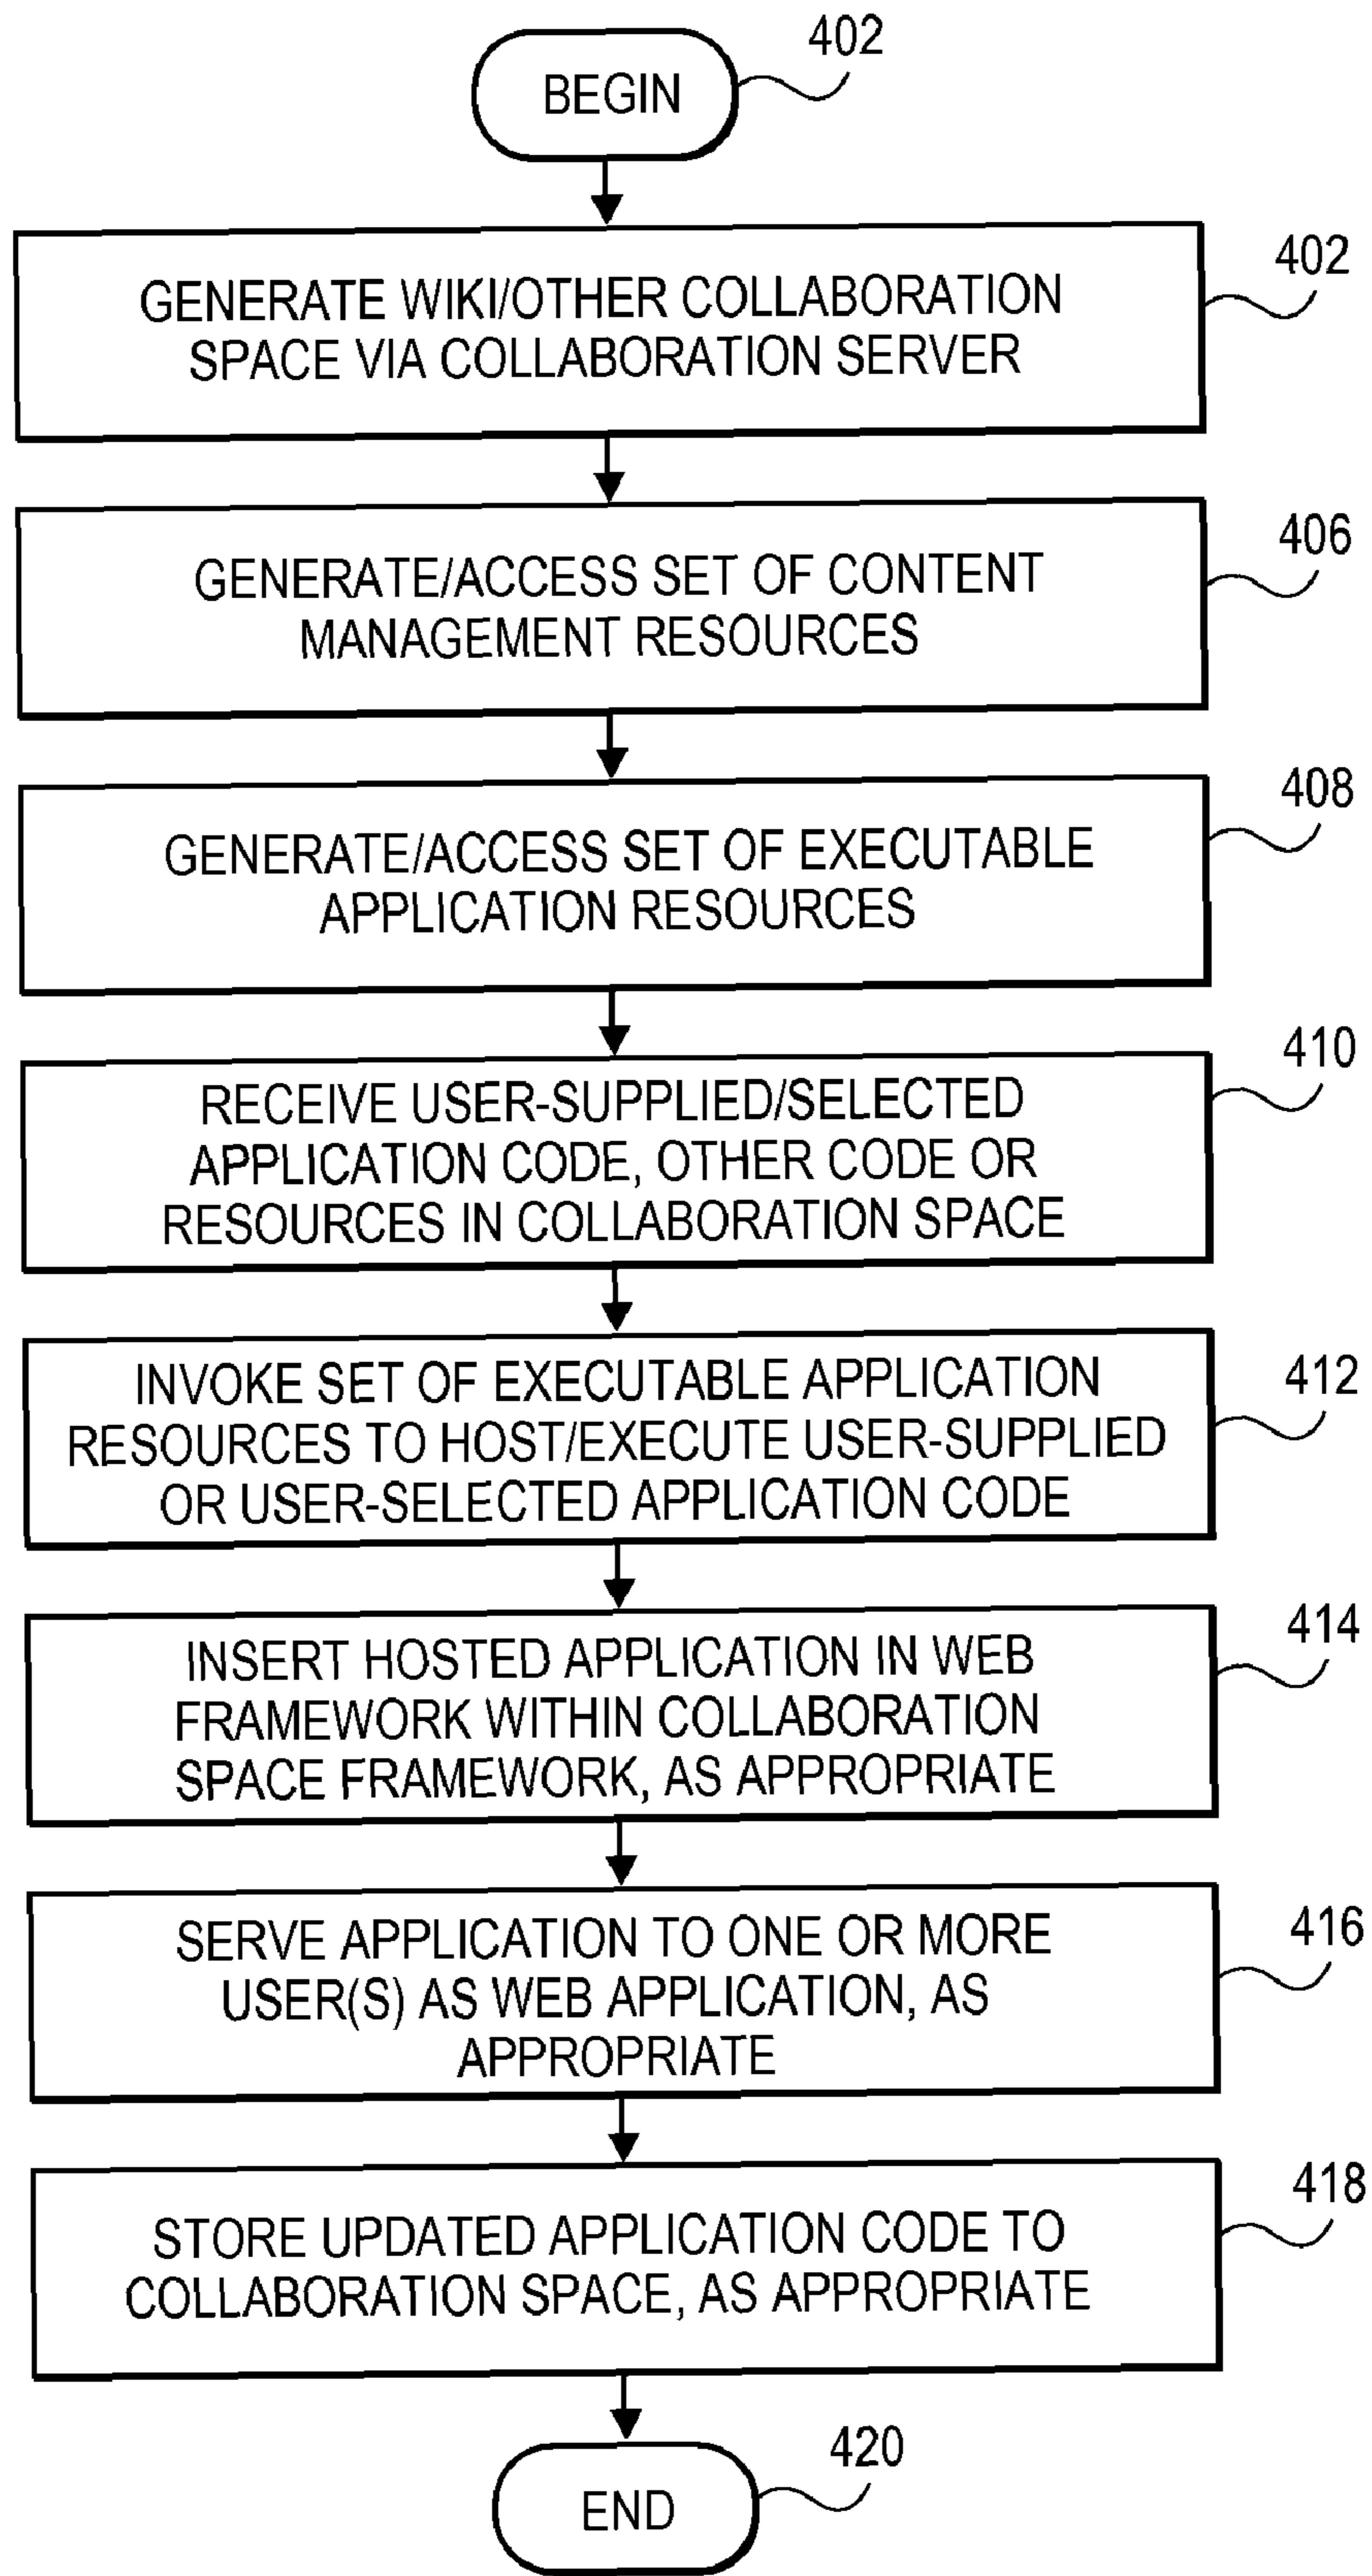 402
BEGIN
402
GENERATE WIKI/OTHER COLLABORATION
SPACE VIA COLLABORATION SERVER
406
GENERATE/ACCESS SET OF CONTENT
MANAGEMENT RESOURCES
408
GENERATE/ACCESS SET OF EXECUTABLE
APPLICATION RESOURCES
410
RECEIVE USER-SUPPLIED/SELECTED
APPLICATION CODE, OTHER CODE OR
RESOURCES IN COLLABORATION SPACE
412
INVOKE SET OF EXECUTABLE APPLICATION
RESOURCES TO HOST/EXECUTE USER-SUPPLIED
OR USER-SELECTED APPLICATION CODE
414
INSERT HOSTED APPLICATION IN WEB
FRAMEWORK WITHIN COLLABORATION
SPACE FRAMEWORK, AS APPROPRIATE
416
SERVE APPLICATION TO ONE OR MORE
USER(S) AS WEB APPLICATION, AS
APPROPRIATE
418
STORE UPDATED APPLICATION CODE TO
COLLABORATION SPACE, AS APPROPRIATE
420
END